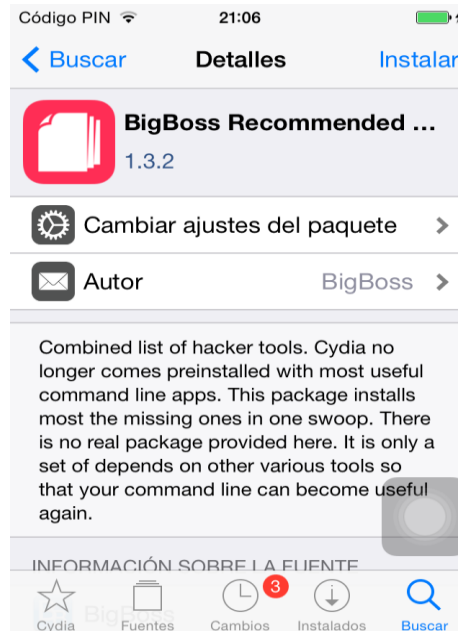 Código PIN 21:06
Buscar Detalles Instalar
BigBoss Recommended ...
1.3.2
Cambiar ajustes del paquete
Autor BigBoss
Combined list of hacker tools. Cydia no
longer comes preinstalled with most useful
command line apps. This package installs
most the missing ones in one swoop. There
is no real package provided here. It is only a
set of depends on other various tools so
that your command line can become useful
again.
INFORMACIÓN SOBRE LA FUENTE
BigBoss
3
Cydia Fuentes Cambios Instalados Buscar